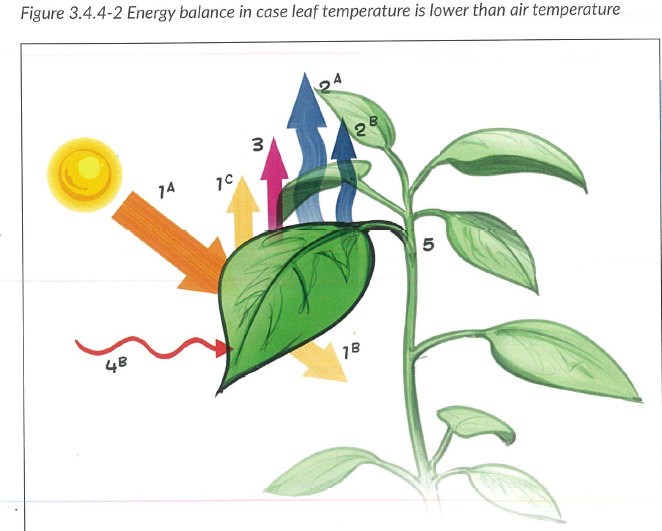 Figure 3.4.4-2 Energy balance in case leaf temperature is lower than air temperature
2A
2B
3
1C
1A
5
1B
4B